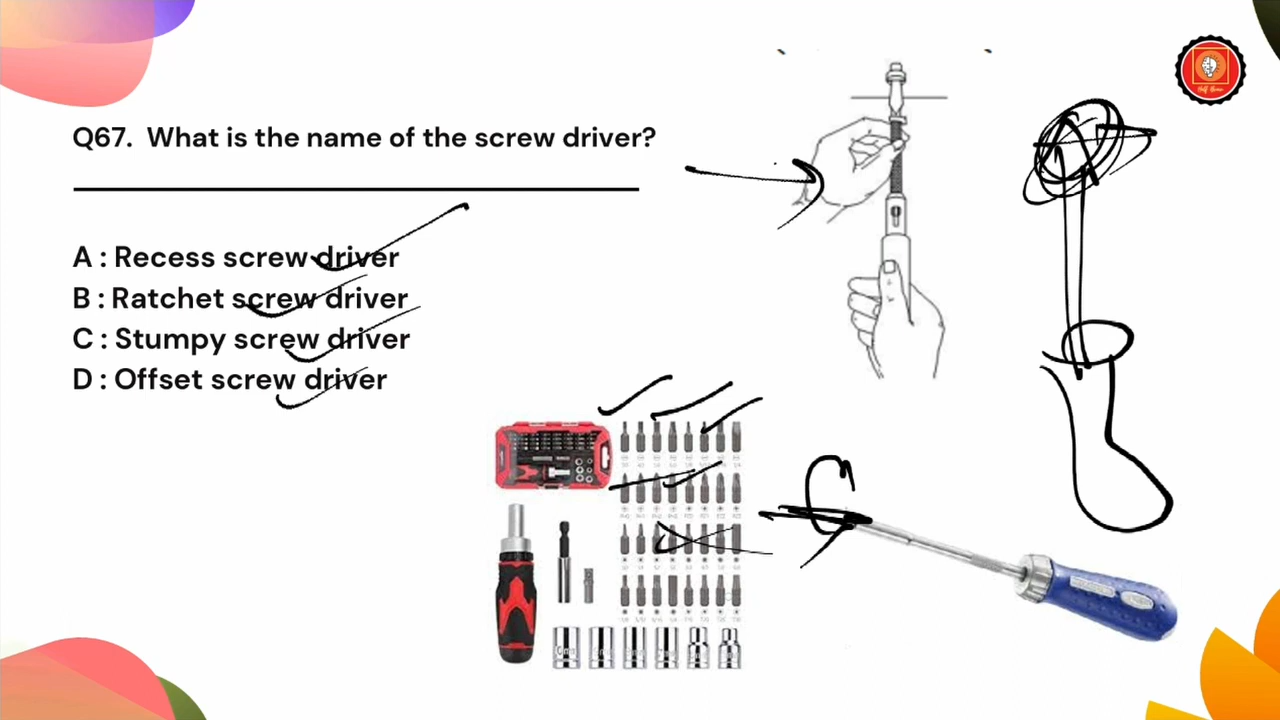 Q67. What is the name of the screw driver?
A : Recess screw driver
B : Ratchet screw driver
C : Stumpy screw driver
D : Offset screw driver